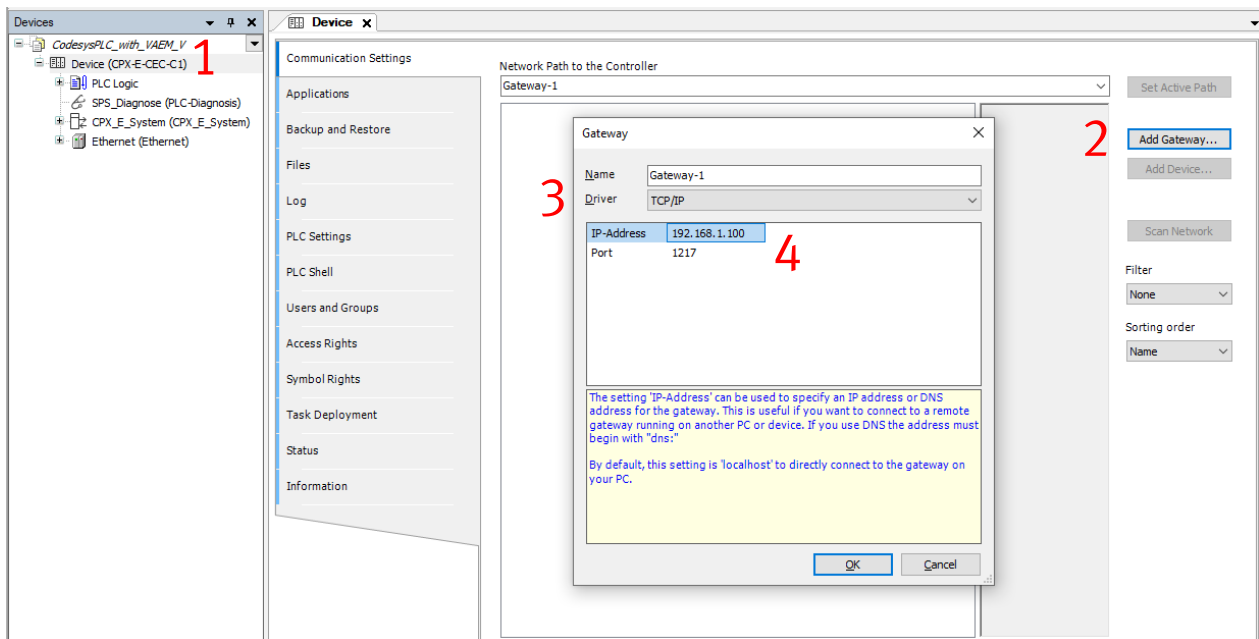 Devices
CodesysPLC_with_VAEM_V
1
Device (CPX-E-CEC-C1)
PLC Logic
SPS_Diagnose (PLC-Diagnosis)
CPX_E_System (CPX_E_System)
Ethernet (Ethernet)
Device
Communication Settings
Applications
Backup and Restore
Files
Log
PLC Settings
PLC Shell
Users and Groups
Access Rights
Symbol Rights
Task Deployment
Status
Information
Network Path to the Controller
Gateway-1
Set Active Path
2
Add Gateway...
Add Device...
Scan Network
Filter
None
Sorting order
Name
Gateway
Name
Gateway-1
3
Driver
TCP/IP
IP-Address
192.168.1.100
4
Port
1217
The setting 'IP-Address' can be used to specify an IP address or DNS
address for the gateway. This is useful if you want to connect to a remote
gateway running on another PC or device. If you use DNS the address must
begin with "dns:"
By default, this setting is 'localhost' to directly connect to the gateway on
your PC.
OK
Cancel